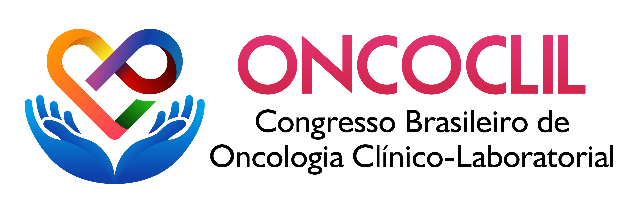 ONCOCLIL
Congresso Brasileiro de
Oncologia Clínico-Laboratorial